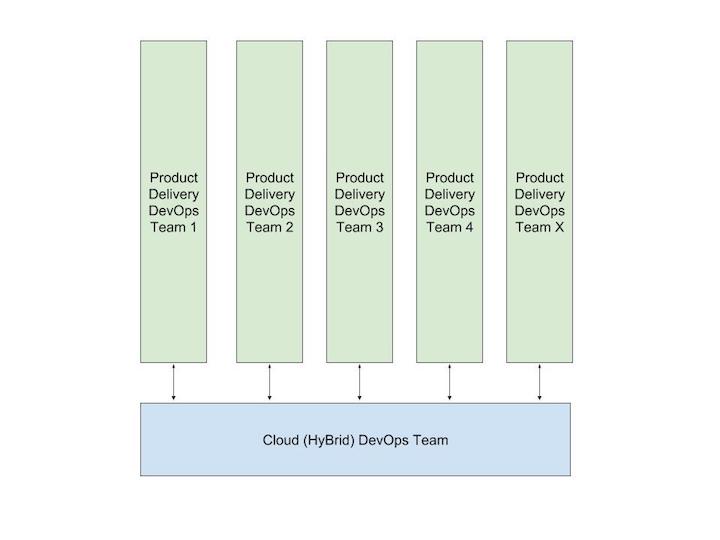 Product
Delivery
DevOps
Team 1
Product
Delivery
DevOps
Team 2
Product
Delivery
DevOps
Team 3
Product
Delivery
DevOps
Team 4
Product
Delivery
DevOps
Team X
Cloud (HyBrid) DevOps Team